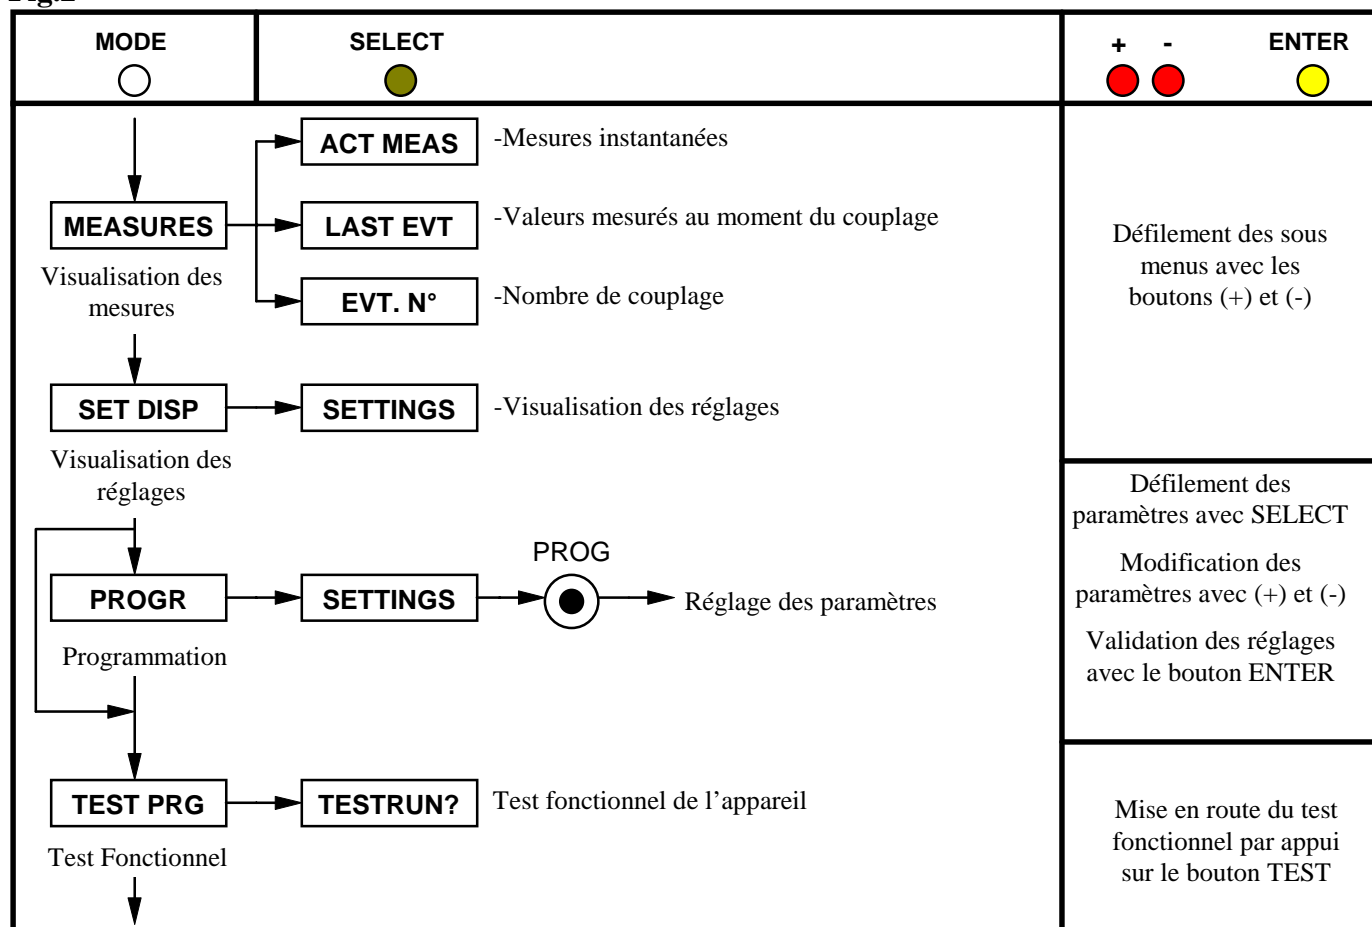 MODE
SELECT
+ -
ENTER
ACT MEAS
-Mesures instantanées
MEASURES
LAST EVT
-Valeurs mesurés au moment du couplage
Visualisation des
mesures
EVT. N°
-Nombre de couplage
Défilement des sous
menus avec les
boutons (+) et (-)
SET DISP
SETTINGS
-Visualisation des réglages
Visualisation des
réglages
PROG
PROGR
SETTINGS
Réglage des paramètres
Programmation
Défilement des
paramètres avec SELECT
Modification des
paramètres avec (+) et (-)
Validation des réglages
avec le bouton ENTER
TEST PRG
TESTRUN?
Test fonctionnel de l’appareil
Test Fonctionnel
Mise en route du test
fonctionnel par appui
sur le bouton TEST